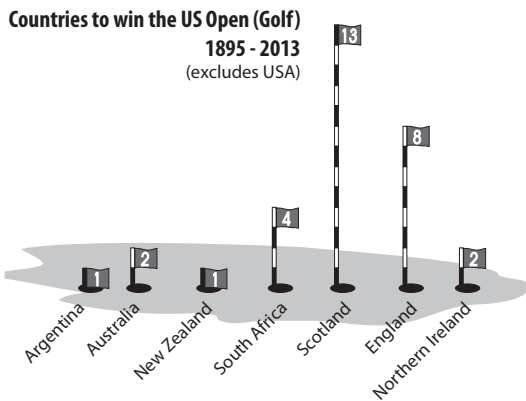 Countries to win the US Open (Golf)
1895 - 2013
(excludes USA)
13
8
4
2
2
1
1
Argentina
Australia
New Zealand
South Africa
Scotland
England
Northern Ireland